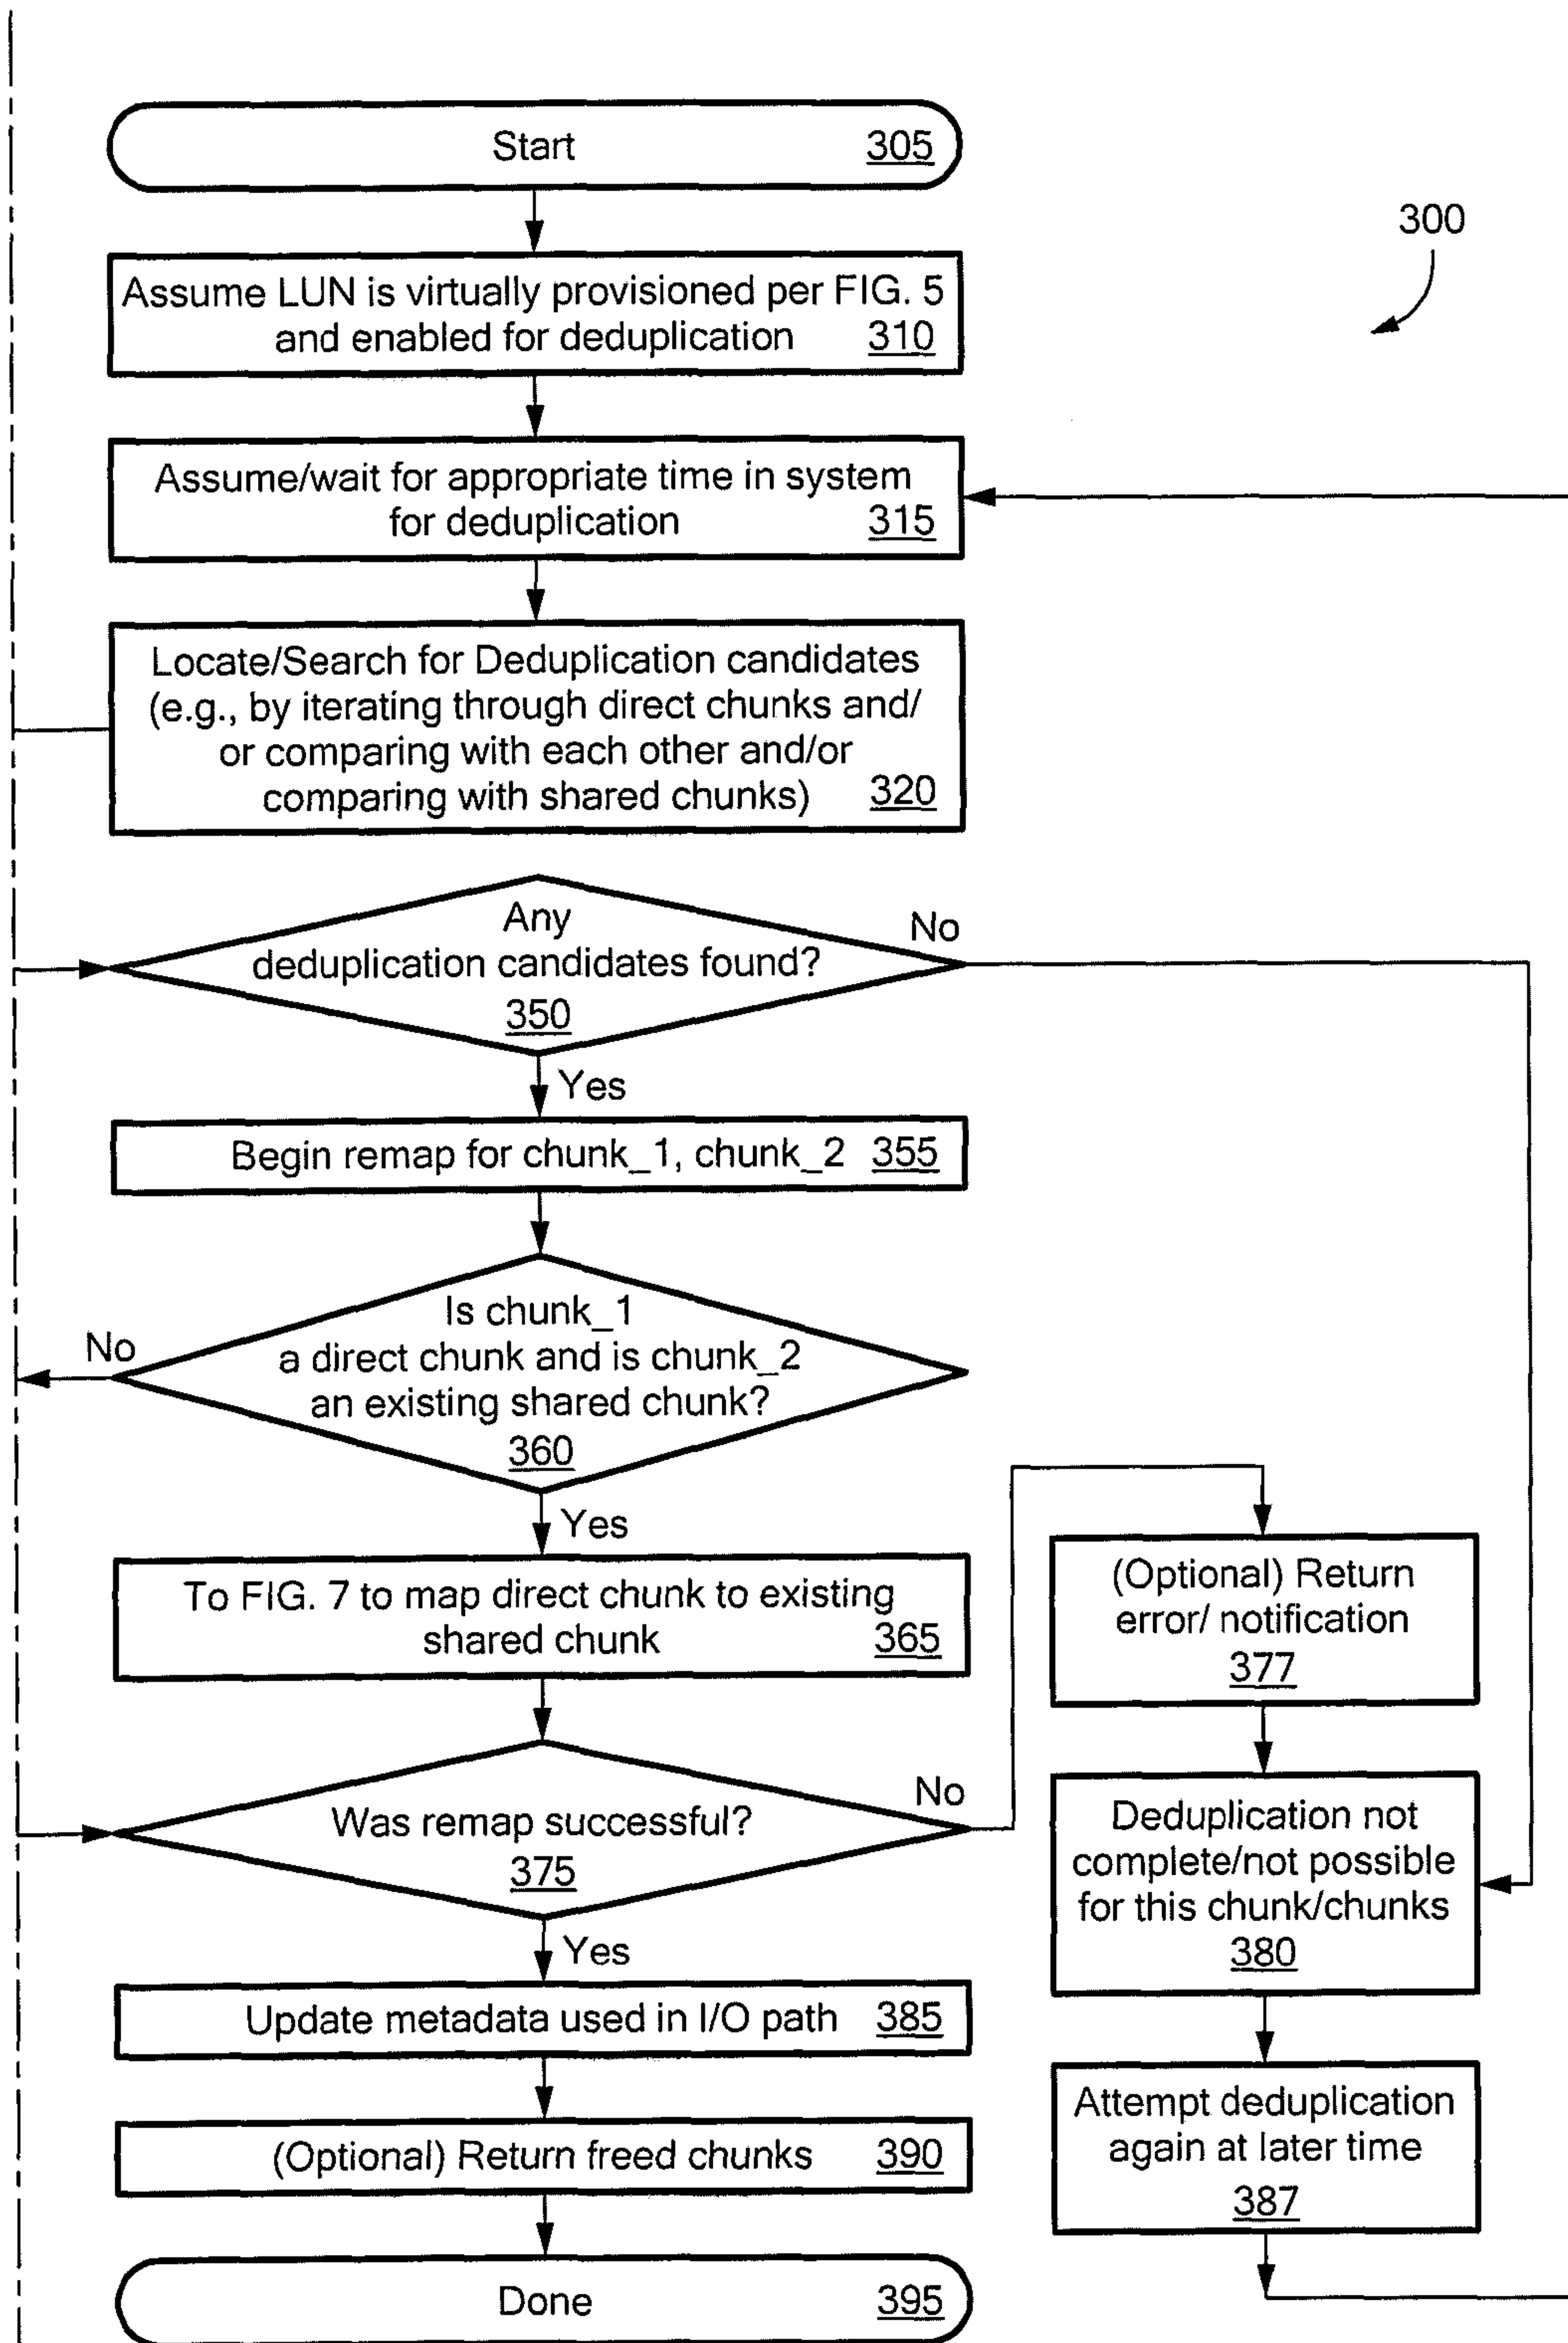 Start 305
300
Assume LUN is virtually provisioned per FIG. 5
and enabled for deduplication 310
Assume/wait for appropriate time in system
for deduplication 315
Locate/Search for Deduplication candidates
(e.g., by iterating through direct chunks and/
or comparing with each other and/or
comparing with shared chunks) 320
Any
deduplication candidates found?
350
No
Yes
Begin remap for chunk_1, chunk_2 355
Is chunk_1
a direct chunk and is chunk_2
an existing shared chunk?
360
No
Yes
To FIG. 7 to map direct chunk to existing
shared chunk 365
Was remap successful?
375
No
Yes
(Optional) Return
error/ notification
377
Deduplication not
complete/not possible
for this chunk/chunks
380
Attempt deduplication
again at later time
387
Update metadata used in I/O path 385
(Optional) Return freed chunks 390
Done 395